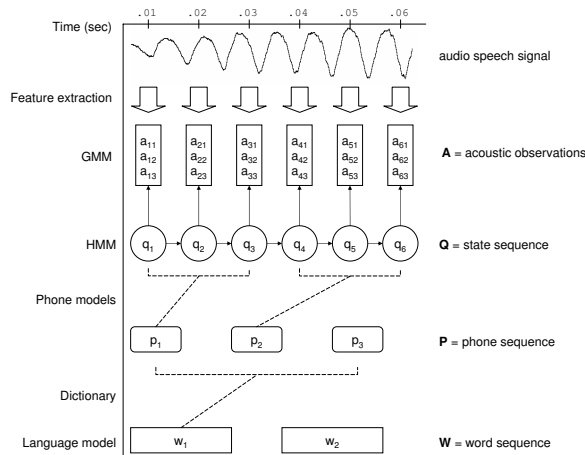 Time (sec) .01 .02 .03 .04 .05 .06
audio speech signal
Feature extraction
GMM
a11 a21 a31 a41 a51 a61
a12 a22 a32 a42 a52 a62
a13 a23 a33 a43 a53 a63
A = acoustic observations
HMM q1 q2 q3 q4 q5 q6 Q = state sequence
Phone models
p1 p2 p3 P = phone sequence
Dictionary
Language model w1 w2 W = word sequence